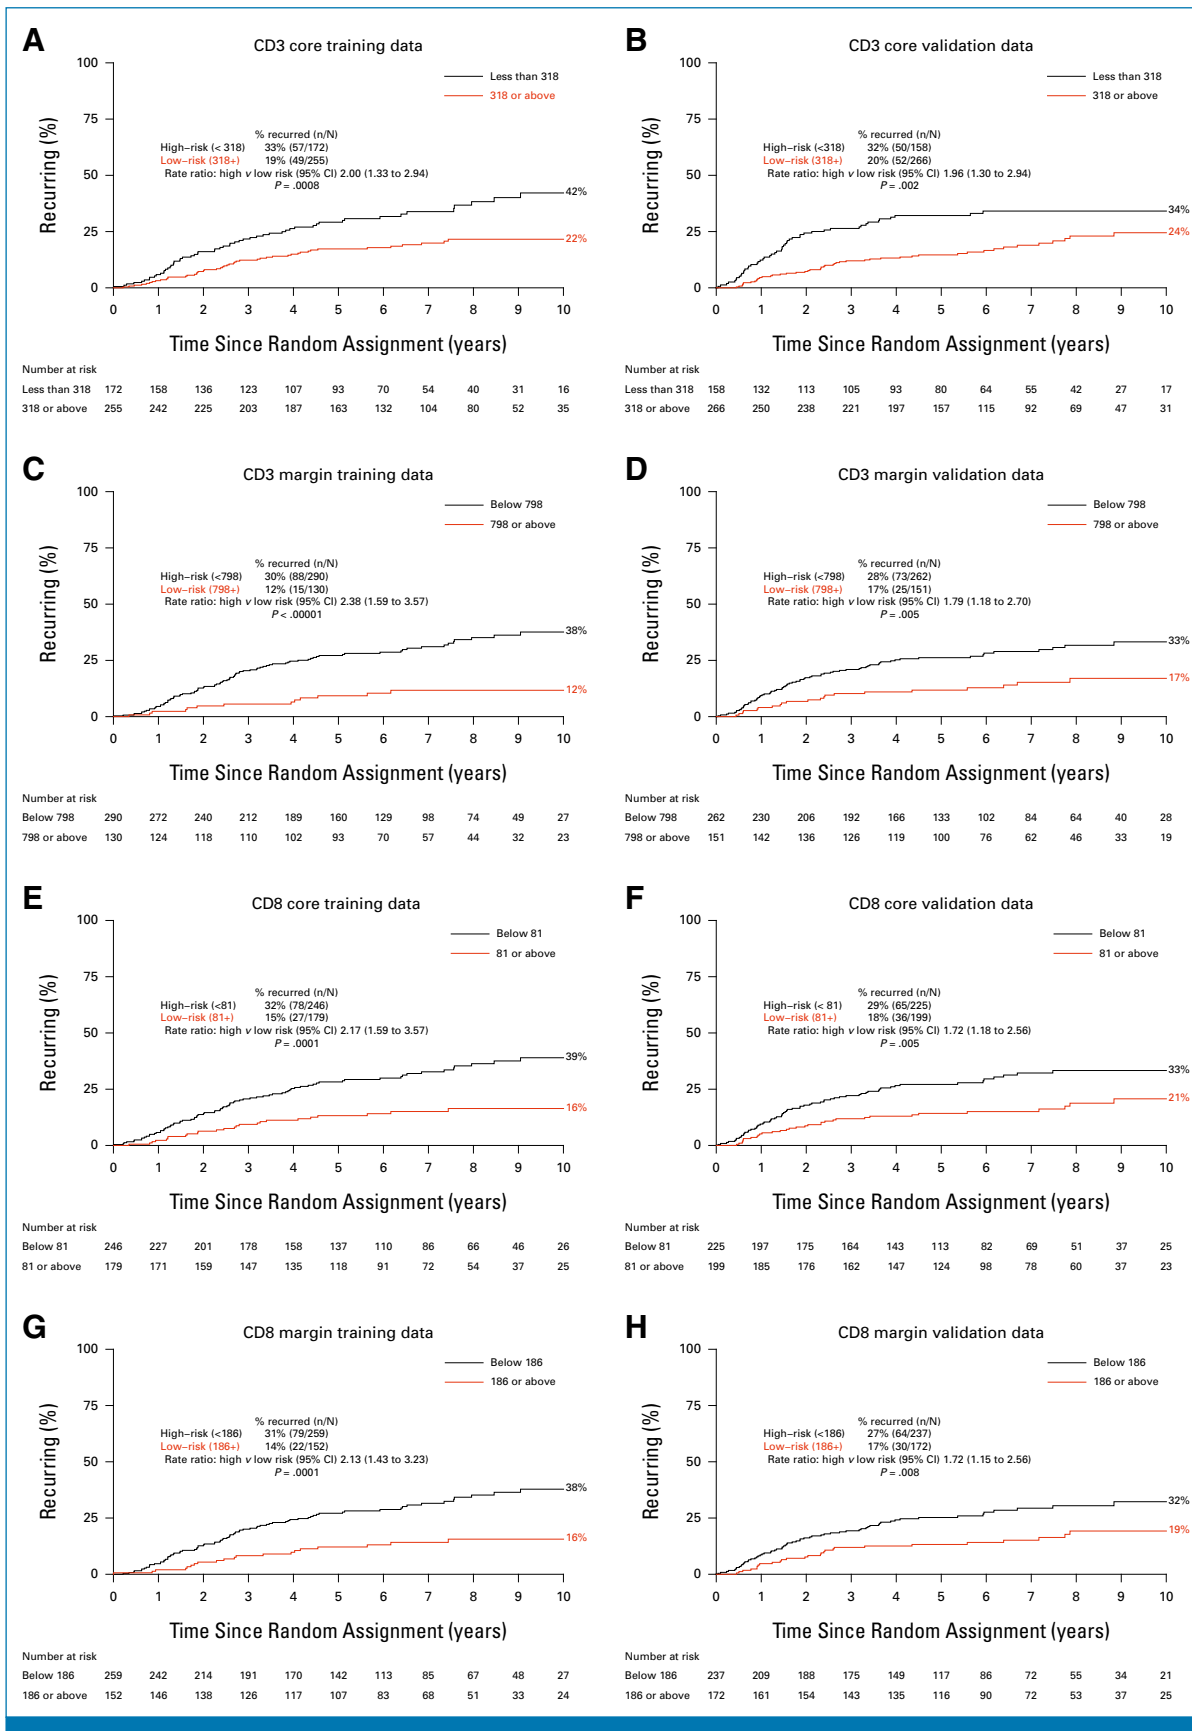 A
CD3 core training data
100
75
50
25
0
Recurring (%)
Less than 318
318 or above
% recurred (n/N)
High–risk (< 318) 33% (57/172)
Low–risk (318+) 19% (49/255)
Rate ratio: high v low risk (95% CI) 2.00 (1.33 to 2.94)
P = .0008
42%
22%
0 1 2 3 4 5 6 7 8 9 10
Time Since Random Assignment (years)
Number at risk
Less than 318 172 158 136 123 107 93 70 54 40 31 16
318 or above 255 242 225 203 187 163 132 104 80 52 35
B
CD3 core validation data
100
75
50
25
0
Recurring (%)
Less than 318
318 or above
% recurred (n/N)
High–risk (<318) 32% (50/158)
Low–risk (318+) 20% (52/266)
Rate ratio: high v low risk (95% CI) 1.96 (1.30 to 2.94)
P = .002
34%
24%
0 1 2 3 4 5 6 7 8 9 10
Time Since Random Assignment (years)
Number at risk
Less than 318 158 132 113 105 93 80 64 55 42 27 17
318 or above 266 250 238 221 197 157 115 92 69 47 31
C
CD3 margin training data
100
75
50
25
0
Recurring (%)
Below 798
798 or above
% recurred (n/N)
High–risk (<798) 30% (88/290)
Low–risk (798+) 12% (15/130)
Rate ratio: high v low risk (95% CI) 2.38 (1.59 to 3.57)
P < .00001
38%
12%
0 1 2 3 4 5 6 7 8 9 10
Time Since Random Assignment (years)
Number at risk
Below 798 290 272 240 212 189 160 129 98 74 49 27
798 or above 130 124 118 110 102 93 70 57 44 32 23
D
CD3 margin validation data
100
75
50
25
0
Recurring (%)
Below 798
798 or above
% recurred (n/N)
High–risk (<798) 28% (73/262)
Low–risk (798+) 17% (25/151)
Rate ratio: high v low risk (95% CI) 1.79 (1.18 to 2.70)
P = .005
33%
17%
0 1 2 3 4 5 6 7 8 9 10
Time Since Random Assignment (years)
Number at risk
Below 798 262 230 206 192 166 133 102 84 64 40 28
798 or above 151 142 136 126 119 100 76 62 46 33 19
E
CD8 core training data
100
75
50
25
0
Recurring (%)
Below 81
81 or above
% recurred (n/N)
High–risk (<81) 32% (78/246)
Low–risk (81+) 15% (27/179)
Rate ratio: high v low risk (95% CI) 2.17 (1.59 to 3.57)
P = .0001
39%
16%
0 1 2 3 4 5 6 7 8 9 10
Time Since Random Assignment (years)
Number at risk
Below 81 246 227 201 178 158 137 110 86 66 46 26
81 or above 179 171 159 147 135 118 91 72 54 37 25
F
CD8 core validation data
100
75
50
25
0
Recurring (%)
Below 81
81 or above
% recurred (n/N)
High–risk (< 81) 29% (65/225)
Low–risk (81+) 18% (36/199)
Rate ratio: high v low risk (95% CI) 1.72 (1.18 to 2.56)
P = .005
33%
21%
0 1 2 3 4 5 6 7 8 9 10
Time Since Random Assignment (years)
Number at risk
Below 81 225 197 175 164 143 113 82 69 51 37 25
81 or above 199 185 176 162 147 124 98 78 60 37 23
G
CD8 margin training data
100
75
50
25
0
Recurring (%)
Below 186
186 or above
% recurred (n/N)
High–risk (<186) 31% (79/259)
Low–risk (186+) 14% (22/152)
Rate ratio: high v low risk (95% CI) 2.13 (1.43 to 3.23)
P = .0001
38%
16%
0 1 2 3 4 5 6 7 8 9 10
Time Since Random Assignment (years)
Number at risk
Below 186 259 242 214 191 170 142 113 85 67 48 27
186 or above 152 146 138 126 117 107 83 68 51 33 24
H
CD8 margin validation data
100
75
50
25
0
Recurring (%)
Below 186
186 or above
% recurred (n/N)
High–risk (<186) 27% (64/237)
Low–risk (186+) 17% (30/172)
Rate ratio: high v low risk (95% CI) 1.72 (1.15 to 2.56)
P = .008
32%
19%
0 1 2 3 4 5 6 7 8 9 10
Time Since Random Assignment (years)
Number at risk
Below 186 237 209 188 175 149 117 86 72 55 34 21
186 or above 172 161 154 143 135 116 90 72 53 37 25